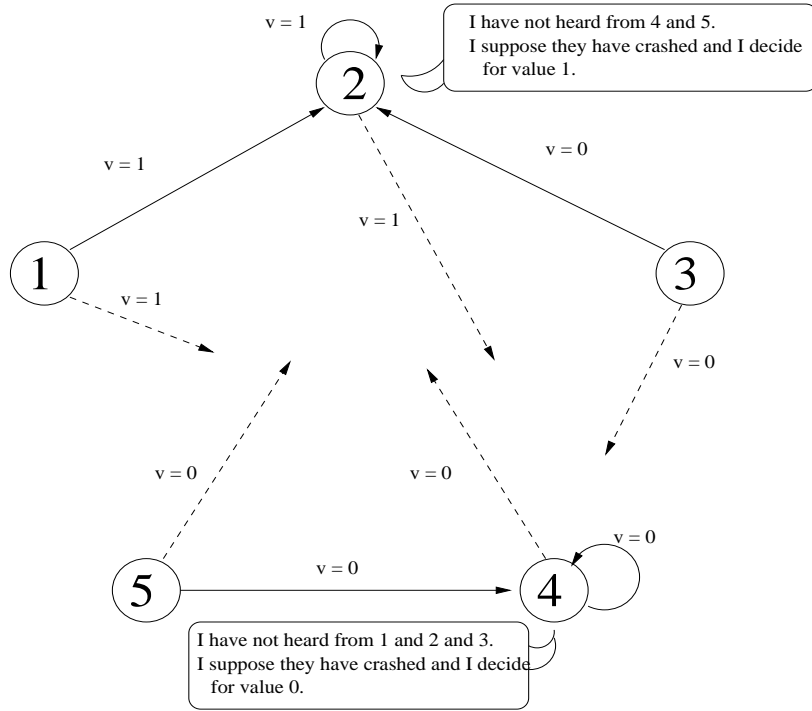 v = 1
I have not heard from 4 and 5.
I suppose they have crashed and I decide
for value 1.
2
v = 1
v = 0
v = 1
1
3
v = 1
v = 0
v = 0
v = 0
v = 0
v = 0
5
4
I have not heard from 1 and 2 and 3.
I suppose they have crashed and I decide
for value 0.